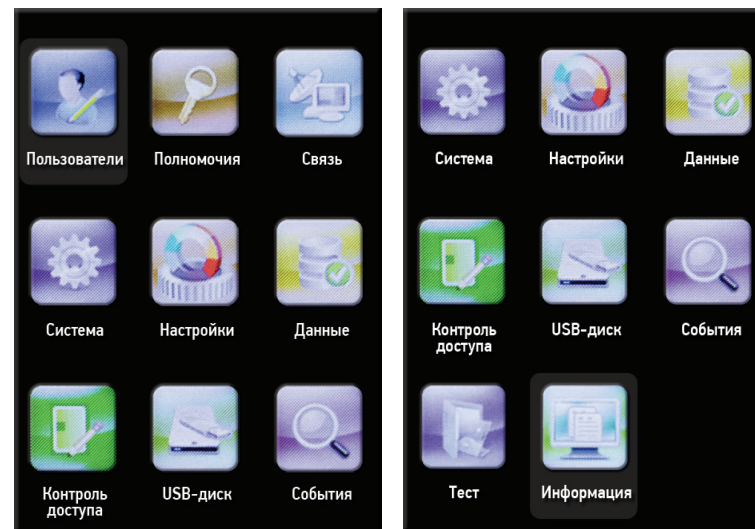 Пользователи Полномочия Связь
Система Настройки Данные
Контроль доступа USB-диск События
Система Настройки Данные
Контроль доступа USB-диск События
Тест Информация